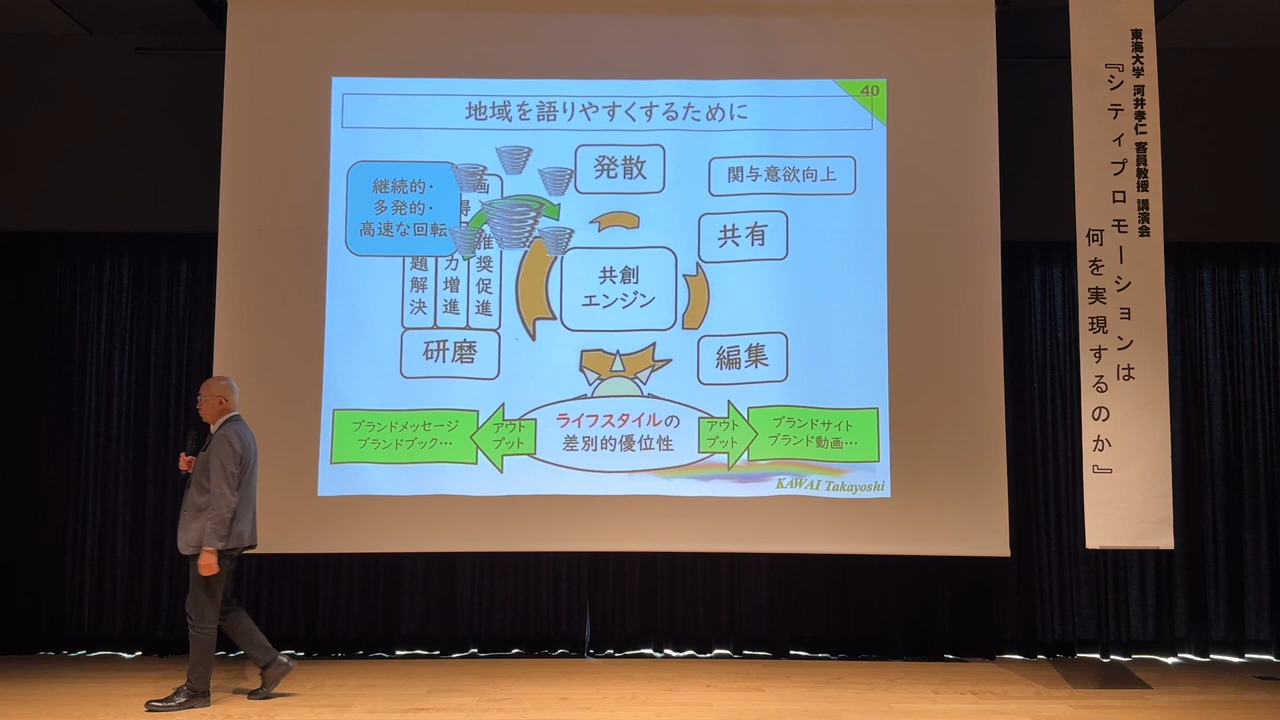 40
地域を語りやすくするために
発散
関与意欲向上
継続的・
多発的・
高速な回転
画
得
共有
共創
エンジン
題解決
力増進
推奨促進
研磨
編集
ブランドメッセージ
ブランドブック…
アウト
プット
ライフスタイルの
差別的優位性
アウト
プット
ブランドサイト
ブランド動画…
KAWAI Takayoshi
東海大学 河井孝仁 客員教授 講演会
『シティプロモーションは
何を実現するのか』